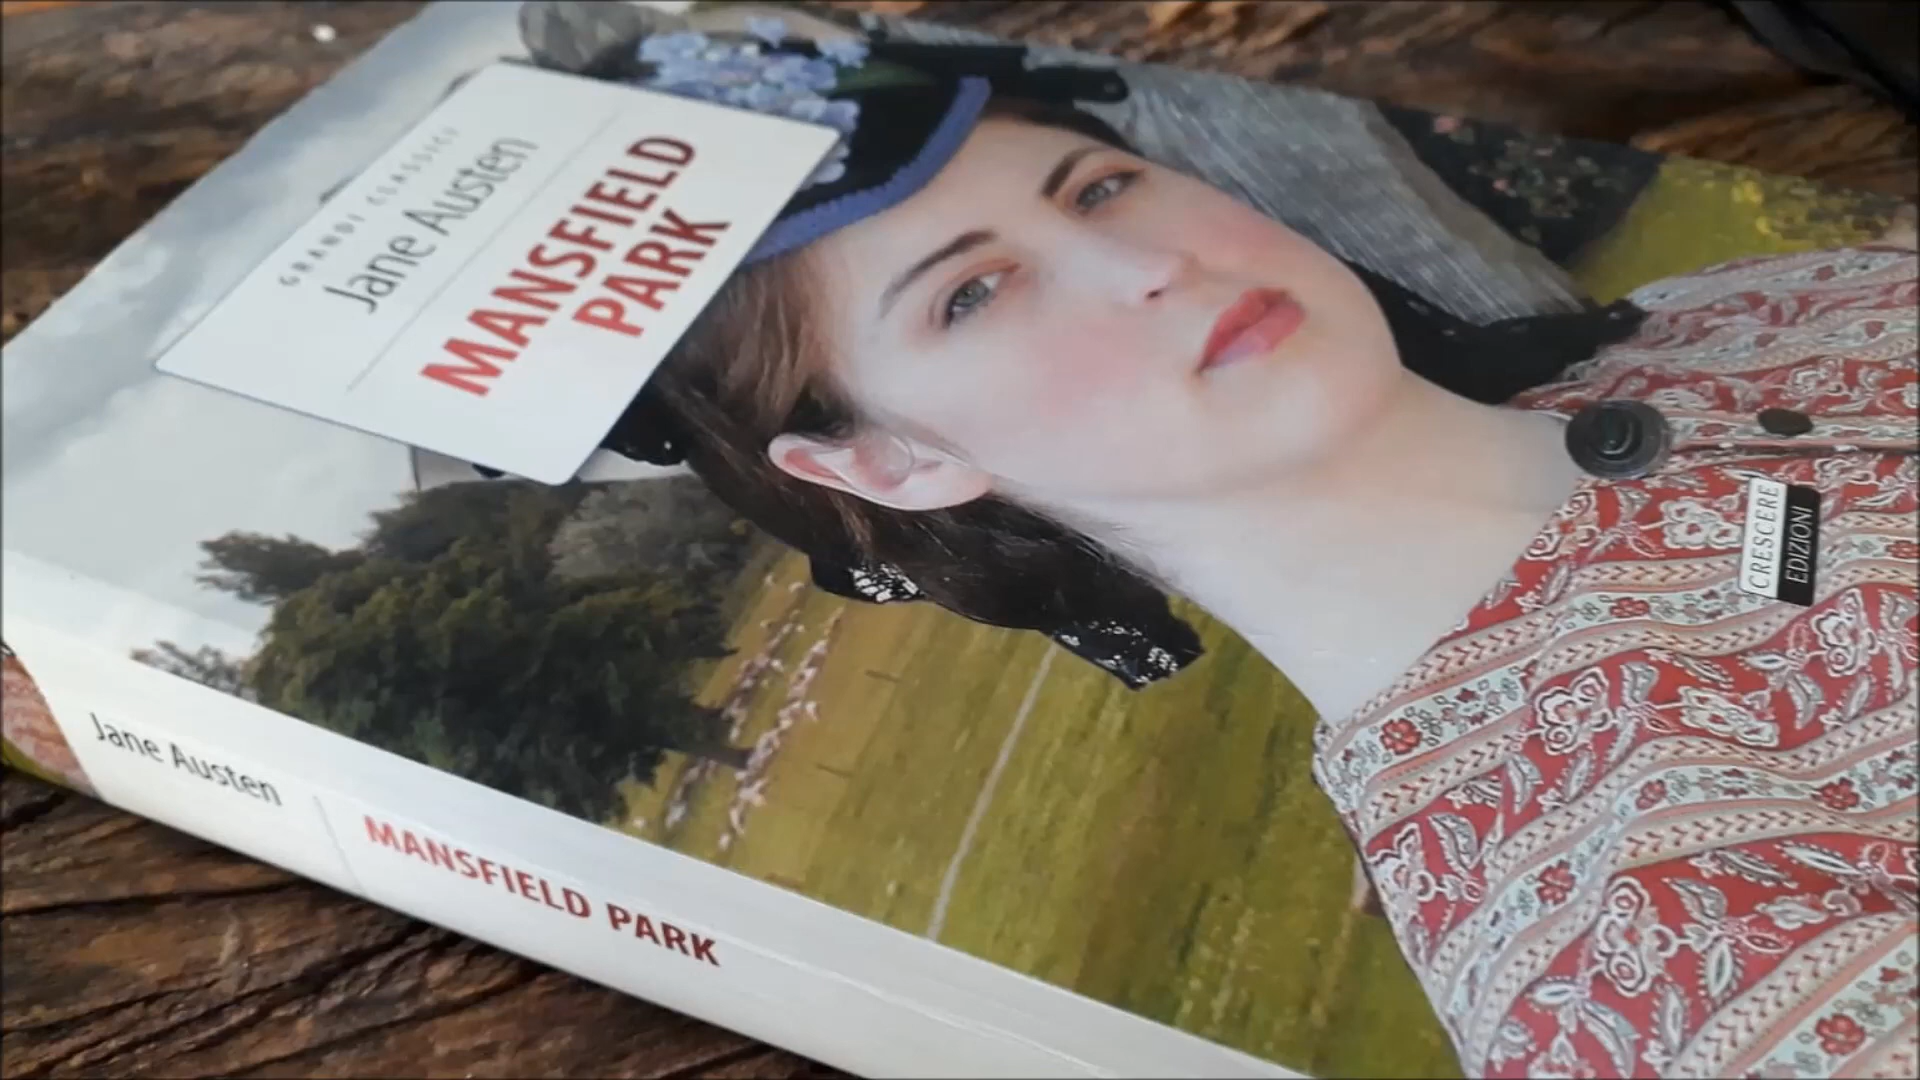 GRANDI CLASSICI
Jane Austen
MANSFIELD
PARK
CRESCERE
EDIZIONI
Jane Austen
MANSFIELD PARK